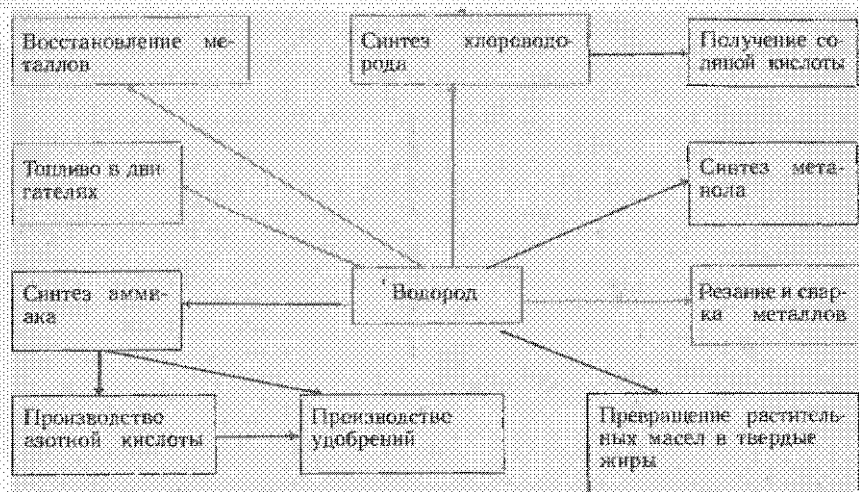 Восстановление ме-
таллов
Синтез хлороводо-
рода
Получение со-
ляной кислоты
Топливо в дви
гателях
Синтез мета-
нола
Синтез амми-
ака
Водород
Резание и свар-
ка металлов
Производство
азотной кислоты
Производстве
удобрений
Превращение раститель-
ных масел в твердые
жиры